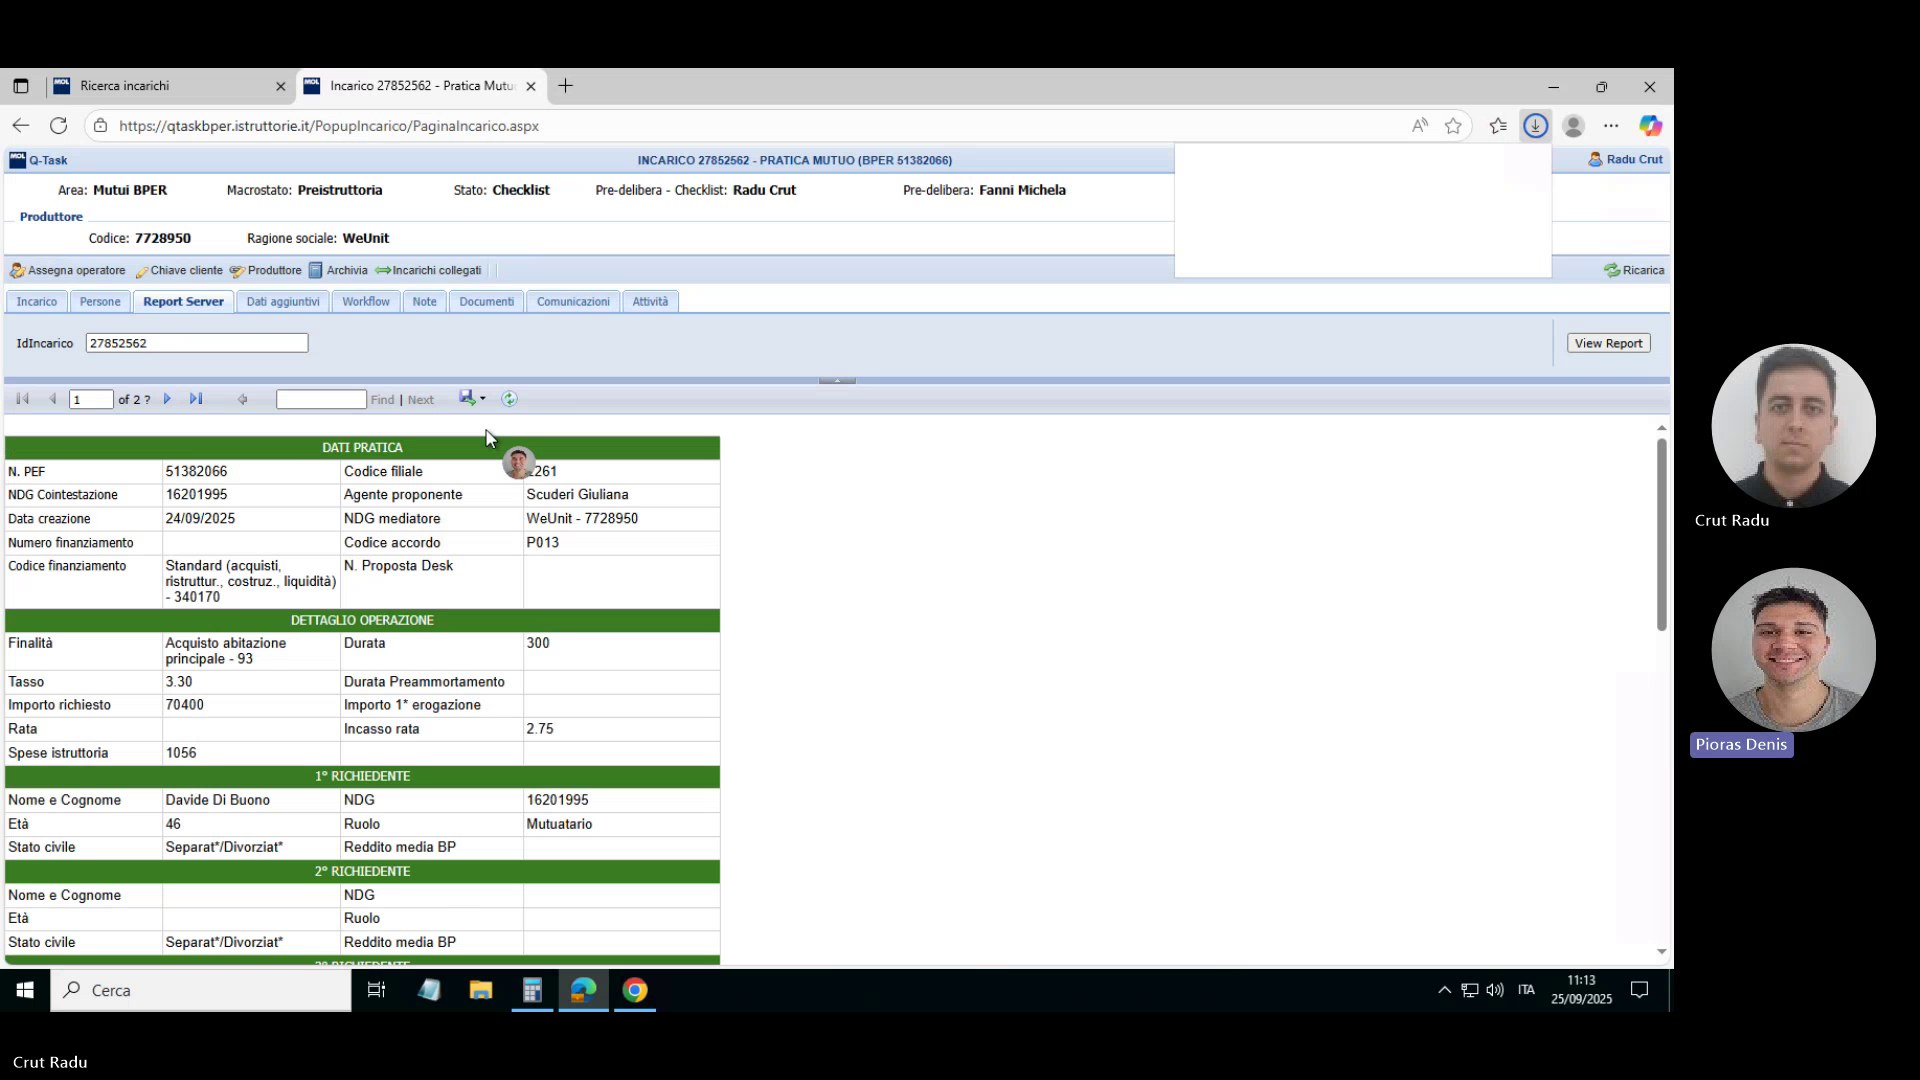 Ricerca incarichi
Incarico 27852562 - Pratica Mutu
https://qtaskbper.istruttorie.it/PopupIncarico/PaginaIncarico.aspx
MOL Q-Task INCARICO 27852562 - PRATICA MUTUO (BPER 51382066) Radu Crut
Area: Mutui BPER Macrostato: Preistruttoria Stato: Checklist Pre-delibera - Checklist: Radu Crut Pre-delibera: Fanni Michela
Produttore
Codice: 7728950 Ragione sociale: WeUnit
Assegna operatore Chiave cliente Produttore Archivia Incarichi collegati Ricarica
Incarico Persone Report Server Dati aggiuntivi Workflow Note Documenti Comunicazioni Attività
IdIncarico 27852562 View Report
1 of 2 ? Find | Next
DATI PRATICA
N. PEF 51382066 Codice filiale 261
NDG Cointestazione 16201995 Agente proponente Scuderi Giuliana
Data creazione 24/09/2025 NDG mediatore WeUnit - 7728950
Numero finanziamento Codice accordo P013
Codice finanziamento Standard (acquisti, N. Proposta Desk
ristruttur., costruz., liquidità)
- 340170
DETTAGLIO OPERAZIONE
Finalità Acquisto abitazione Durata 300
principale - 93
Tasso 3.30 Durata Preammortamento
Importo richiesto 70400 Importo 1* erogazione
Rata Incasso rata 2.75
Spese istruttoria 1056
1° RICHIEDENTE
Nome e Cognome Davide Di Buono NDG 16201995
Età 46 Ruolo Mutuatario
Stato civile Separat*/Divorziat* Reddito media BP
2° RICHIEDENTE
Nome e Cognome NDG
Età Ruolo
Stato civile Separat*/Divorziat* Reddito media BP
Cerca
ITA
11:13
25/09/2025
Crut Radu
Pioras Denis
Crut Radu